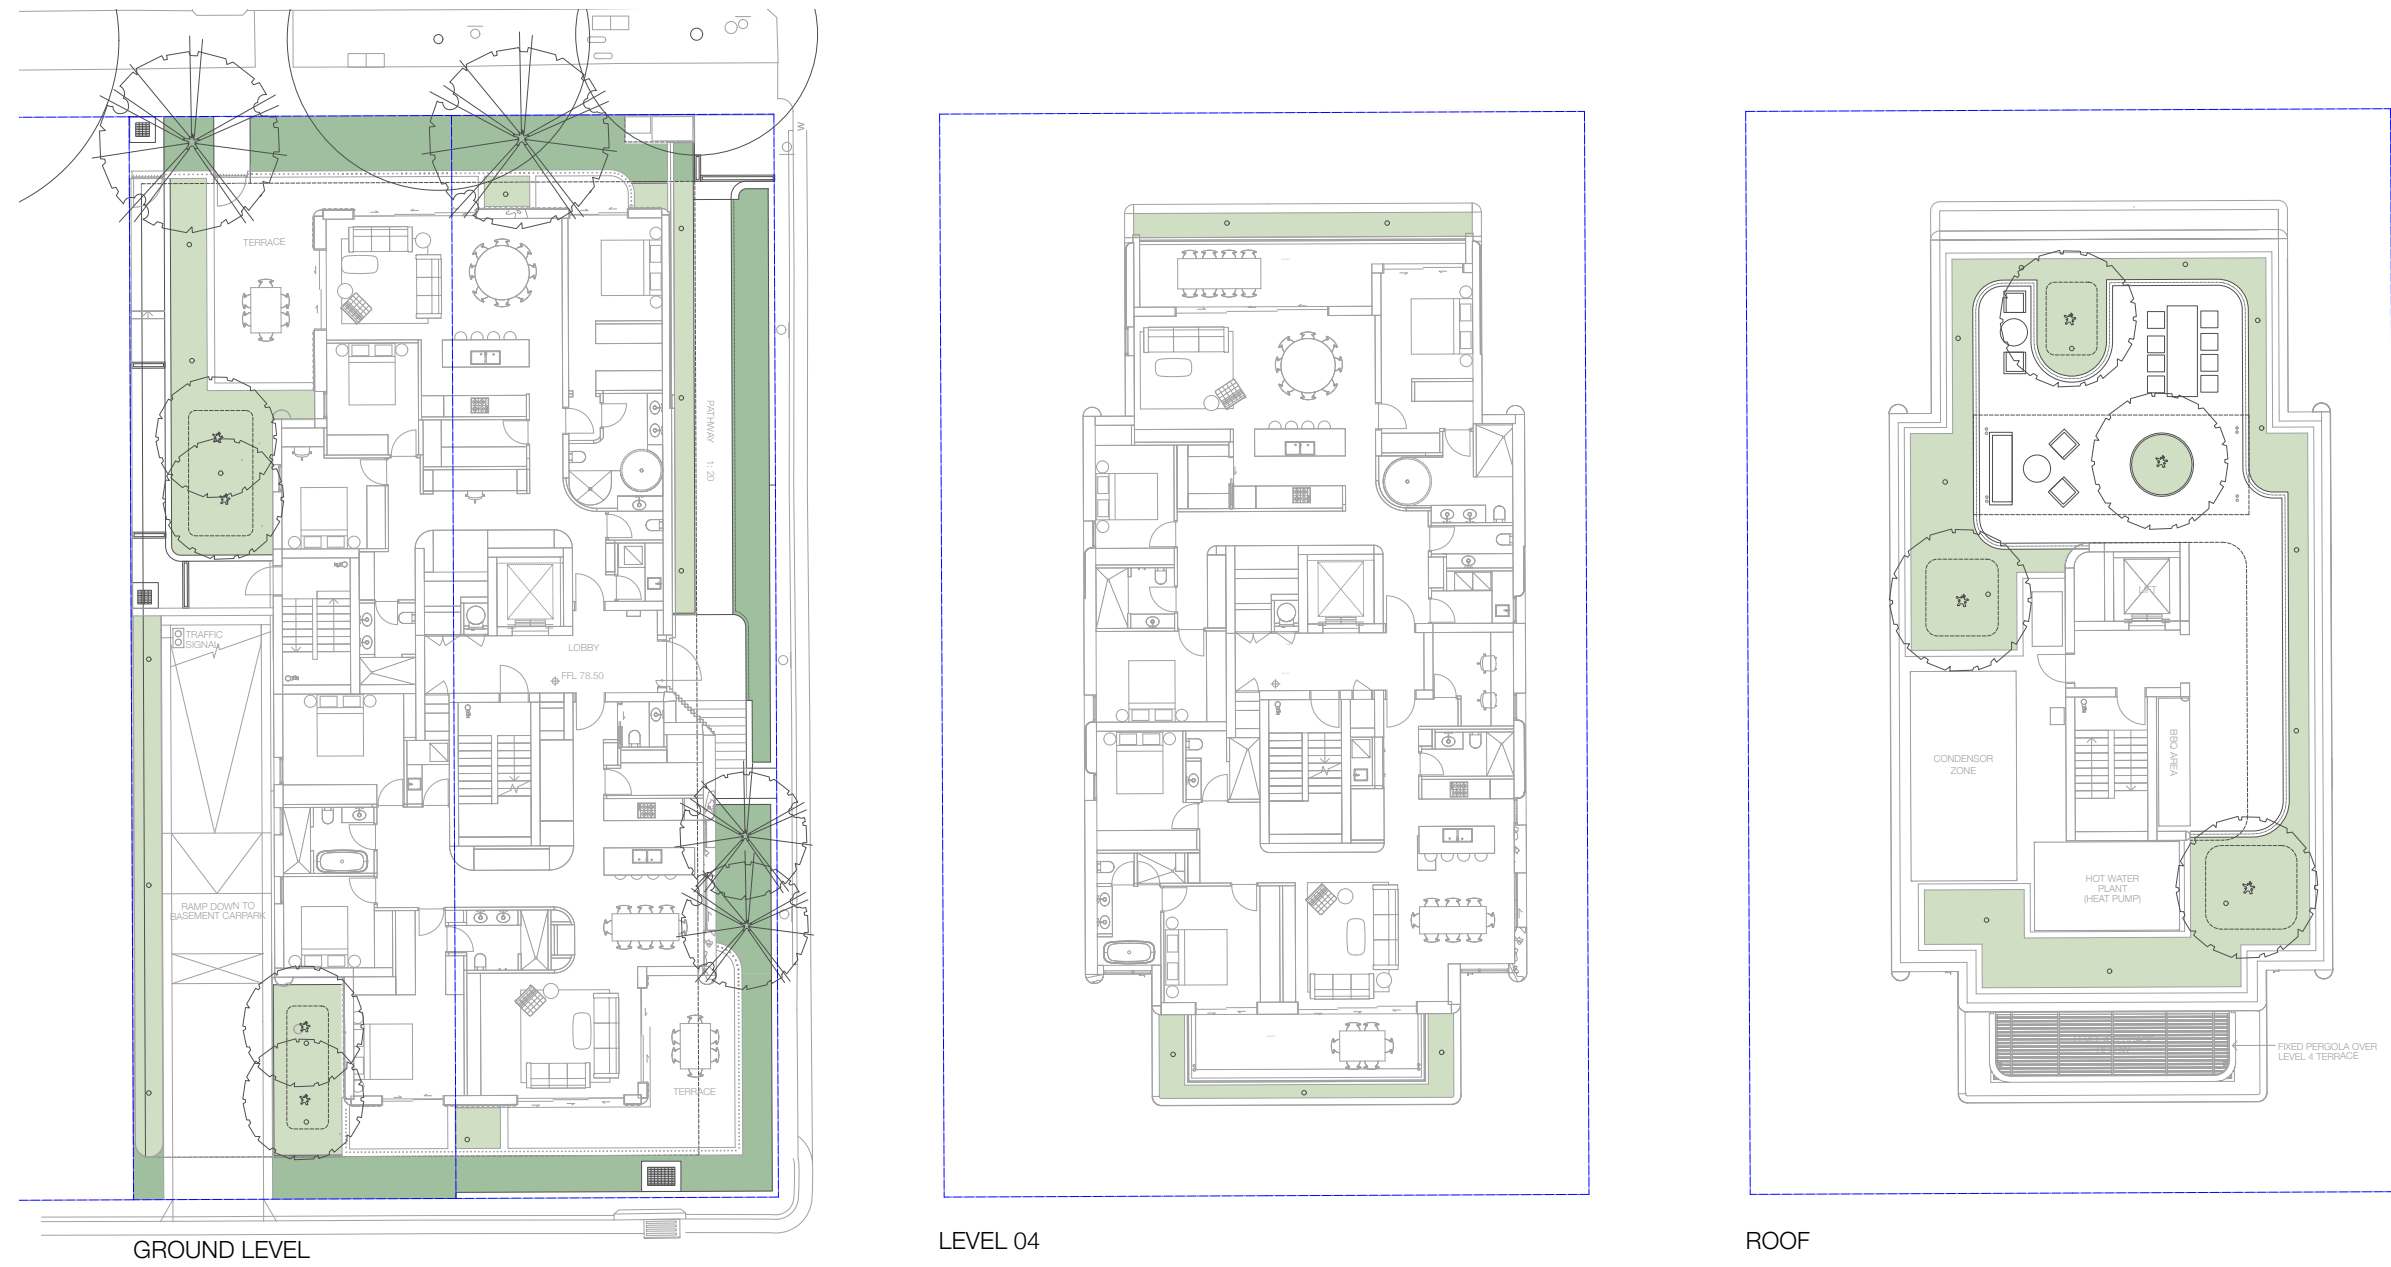 W
TERRACE
PATHWAY 1: 20
TRAFFIC
SIGNAL
LOBBY
FFL 78.50
RAMP DOWN TO
BASEMENT CARPARK
TERRACE
GROUND LEVEL
LEVEL 04
LIFT
CONDENSOR
ZONE
BBQ AREA
HOT WATER
PLANT
(HEAT PUMP)
FIXED PERGOLA OVER
LEVEL 4 TERRACE
ROOF